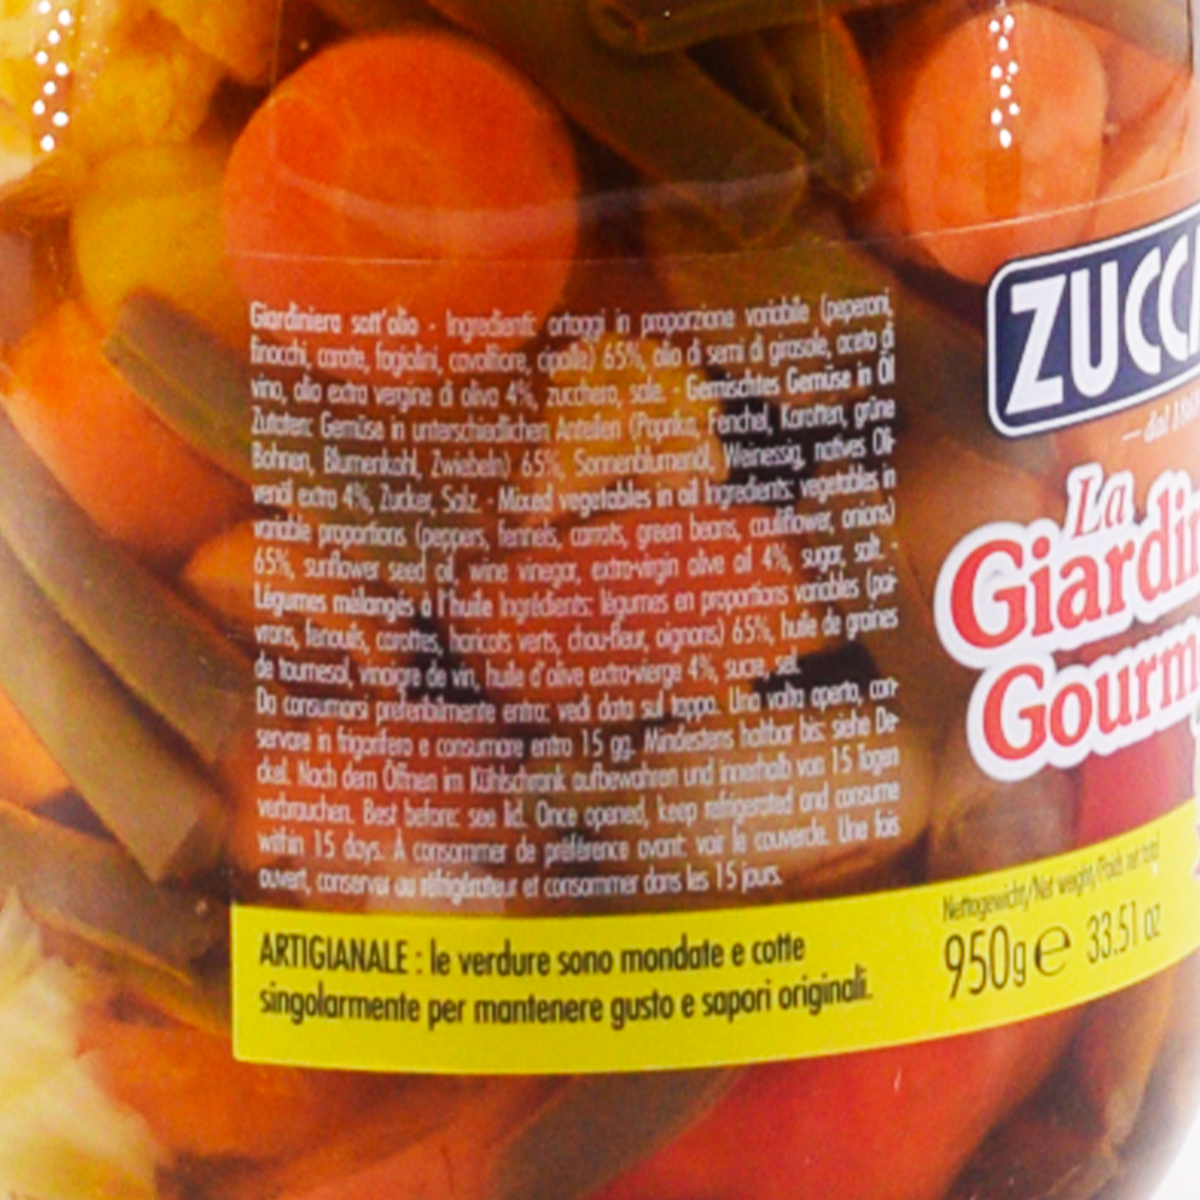 Giardiniera sott'olio - Ingredienti: ortaggi in proporzione variabile (peperoni,
finocchi, carote, fagiolini, cavolfiore, cipolle) 65%, olio di semi di girasole, aceto di
vino, olio extra vergine di oliva 4%, zucchero, sale. - Gemischtes Gemüse in Öl
Zutaten: Gemüse in unterschiedlichen Anteilen (Paprika, Fenchel, Karotten, grüne
Bohnen, Blumenkohl, Zwiebeln) 65%, Sonnenblumenöl, Weinessig, natives Oli-
venöl extra 4%, Zucker, Salz. - Mixed vegetables in oil Ingredients: vegetables in
variable proportions (peppers, fennels, carrots, green beans, cauliflower, onions)
65%, sunflower seed oil, wine vinegar, extra-virgin olive oil 4%, sugar, salt. -
Légumes mélangés à l'huile Ingrédients: légumes en proportions variables (poi-
vrons, fenouils, carottes, haricots verts, chou-fleur, oignons) 65%, huile de graines
de tournesol, vinaigre de vin, huile d'olive extra-vierge 4%, sucre, sel.
Da consumarsi preferibilmente entro: vedi data sul tappo. Una volta aperto, con-
servare in frigorifero e consumare entro 15 gg. Mindestens haltbar bis: siehe De-
ckel. Nach dem Öffnen im Kühlschrank aufbewahren und innerhalb von 15 Tagen
verbrauchen. Best before: see lid. Once opened, keep refrigerated and consume
within 15 days. À consommer de préférence avant: voir le couvercle. Une fois
ouvert, conserver au réfrigérateur et consommer dans les 15 jours.
ARTIGIANALE : le verdure sono mondate e cotte
singolarmente per mantenere gusto e sapori originali.
ZUCCA
— dal
La
Giardi
Gourm
Nettogewicht/Net weight/Poids net total
950g e 33.51 oz